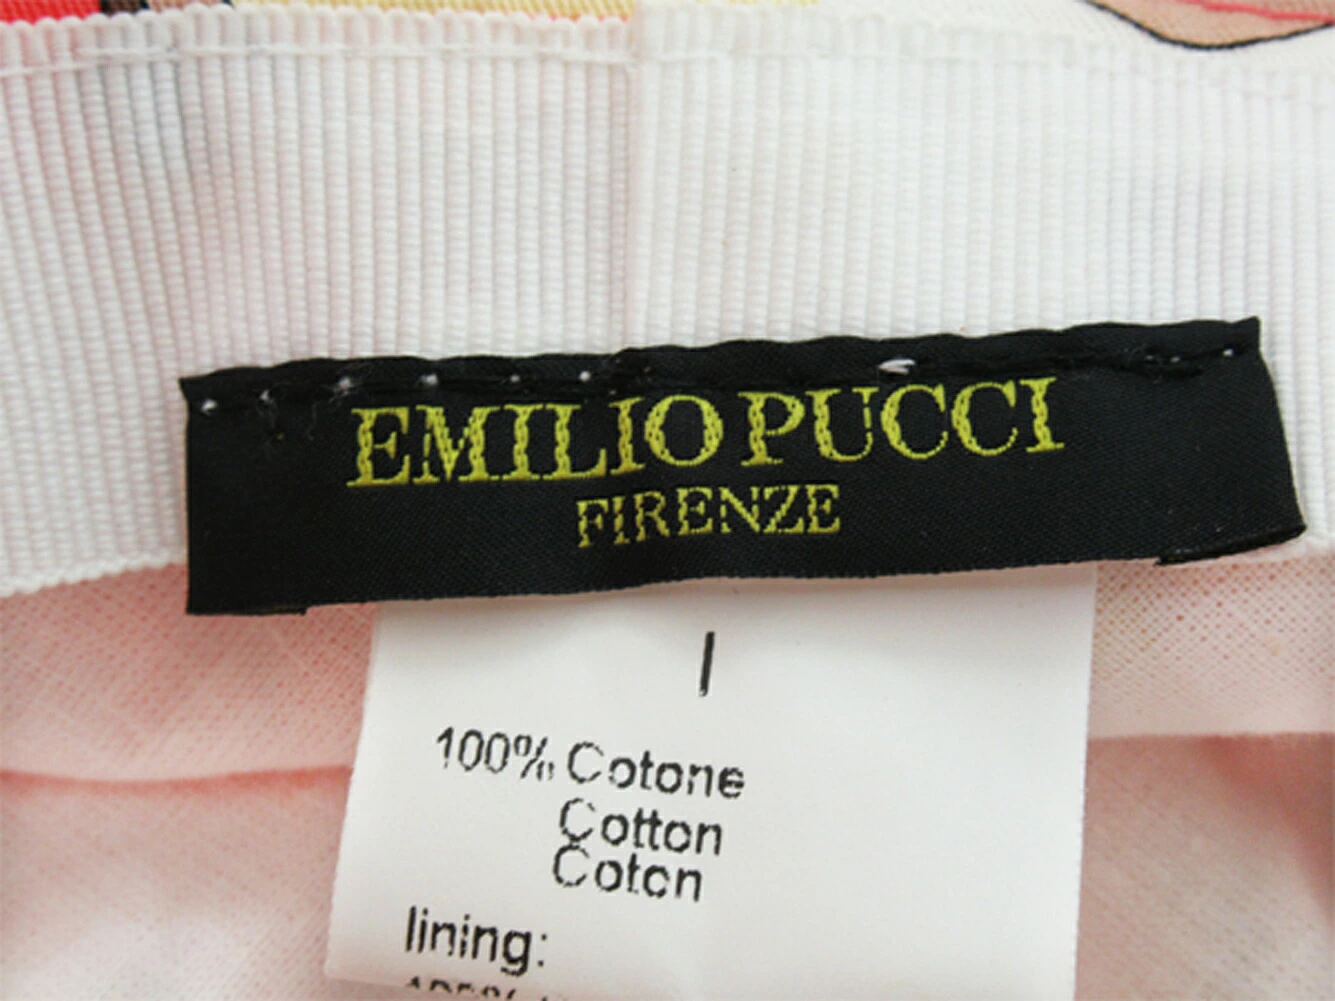 EMILIO PUCCI
FIRENZE
I
100% Cotone
Cotton
Coton
lining: